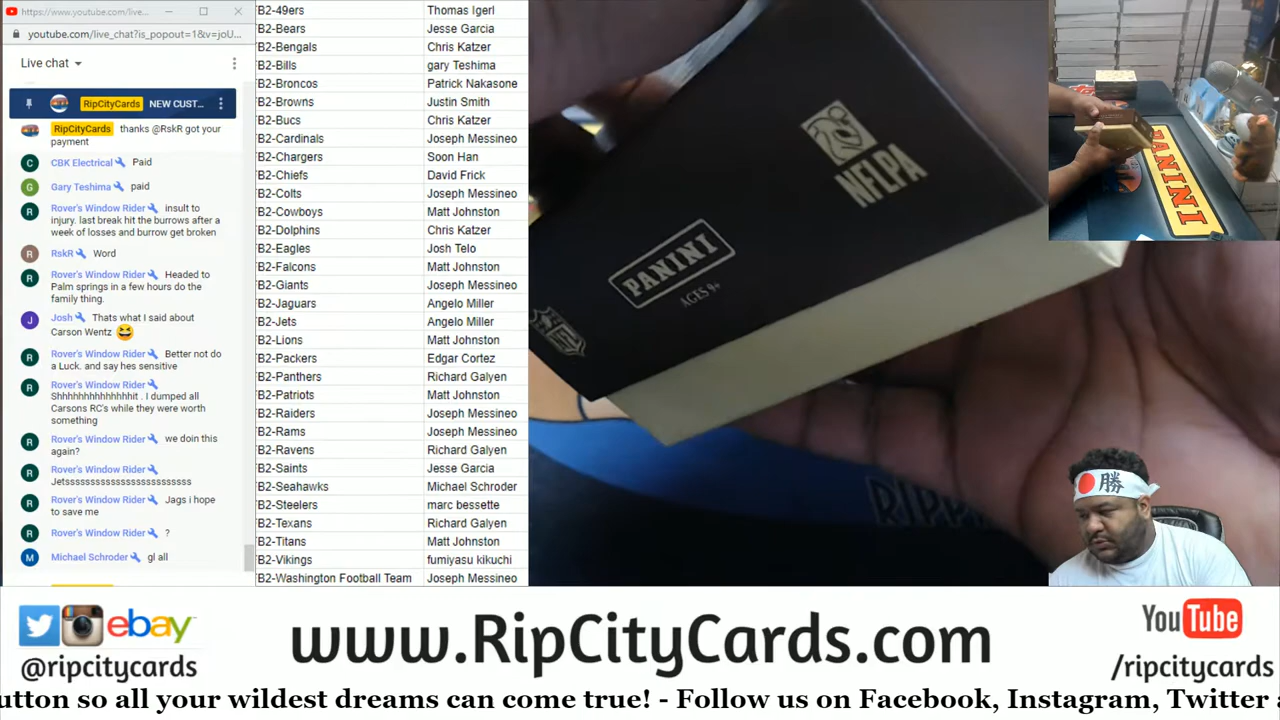 https://www.youtube.com/live...
youtube.com/live_chat?is_popout=1&v=joU...
Live chat
RipCityCards NEW CUST...
RipCityCards thanks @RskR got your
payment
CBK Electrical Paid
Gary Teshima paid
Rover's Window Rider insult to
injury. last break hit the burrows after a
week of losses and burrow get broken
RskR Word
Rover's Window Rider Headed to
Palm springs in a few hours do the
family thing.
Josh Thats what I said about
Carson Wentz 😆
Rover's Window Rider Better not do
a Luck. and say hes sensitive
Rover's Window Rider
Shhhhhhhhhhhhhhit . I dumped all
Carsons RC's while they were worth
something
Rover's Window Rider we doin this
again?
Rover's Window Rider
Jetssssssssssssssssssssssssss
Rover's Window Rider Jags i hope
to save me
Rover's Window Rider ?
Michael Schroder gl all
'B2-49ers Thomas Igerl
'B2-Bears Jesse Garcia
'B2-Bengals Chris Katzer
'B2-Bills gary Teshima
'B2-Broncos Patrick Nakasone
'B2-Browns Justin Smith
'B2-Bucs Chris Katzer
'B2-Cardinals Joseph Messineo
'B2-Chargers Soon Han
'B2-Chiefs David Frick
'B2-Colts Joseph Messineo
'B2-Cowboys Matt Johnston
'B2-Dolphins Chris Katzer
'B2-Eagles Josh Telo
'B2-Falcons Matt Johnston
'B2-Giants Joseph Messineo
'B2-Jaguars Angelo Miller
'B2-Jets Angelo Miller
'B2-Lions Matt Johnston
'B2-Packers Edgar Cortez
'B2-Panthers Richard Galyen
'B2-Patriots Matt Johnston
'B2-Raiders Joseph Messineo
'B2-Rams Joseph Messineo
'B2-Ravens Richard Galyen
'B2-Saints Jesse Garcia
'B2-Seahawks Michael Schroder
'B2-Steelers marc bessette
'B2-Texans Richard Galyen
'B2-Titans Matt Johnston
'B2-Vikings fumiyasu kikuchi
'B2-Washington Football Team Joseph Messineo
NFLPA
PANINI
AGES 9+
NFL
PANINI
勝
ebay
@ripcitycards
www.RipCityCards.com
YouTube
/ripcitycards
utton so all your wildest dreams can come true! - Follow us on Facebook, Instagram, Twitter a